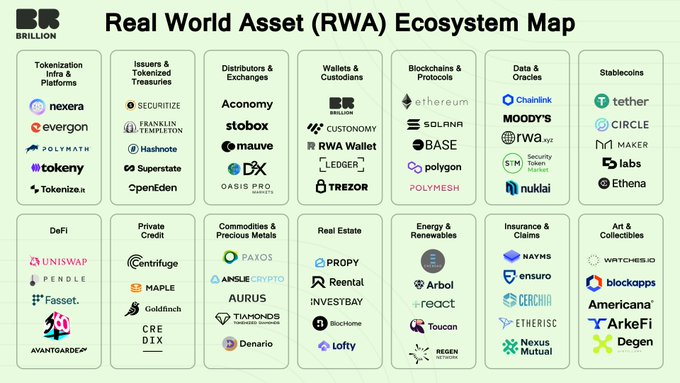 BRILLION
Real World Asset (RWA) Ecosystem Map
Tokenization
Infra &
Platforms
nexera
evergon
POLYMATH
tokeny
Tokenize.it
Issuers &
Tokenized
Treasuries
SECURITIZE
FRANKLIN
TEMPLETON
Hashnote
Superstate
OpenEden
Distributors &
Exchanges
Aconomy
stobox
mauve
D2X
OASIS PRO
MARKETS
Wallets &
Custodians
BRILLION
CUSTONOMY
RWA Wallet
LEDGER
TREZOR
Blockchains &
Protocols
ethereum
SOLANA
BASE
polygon
POLYMESH
Data &
Oracles
Chainlink
MOODY'S
rwa.xyz
STM
Security
Token
Market
nuklai
Stablecoins
tether
CIRCLE
MAKER
labs
Ethena
DeFi
UNISWAP
PENDLE
Fasset.
AVANTGARDE
Private
Credit
Centrifuge
MAPLE
Goldfinch
CRE
DIX
Commodities &
Precious Metals
PAXOS
AINSLIE CRYPTO
AURUS
TIAMONDS
TOKENIZED DIAMONDS
Denario
Real Estate
PROPY
Reental
INVESTBAY
BlocHome
Lofty
Energy &
Renewables
Arbol
react
Toucan
REGEN
NETWORK
Insurance &
Claims
NAYMS
ensuro
CERCHIA
ETHERISC
Nexus
Mutual
Art &
Collectibles
WATCHES.IO
blockapps
Americana
ArkeFi
Degen